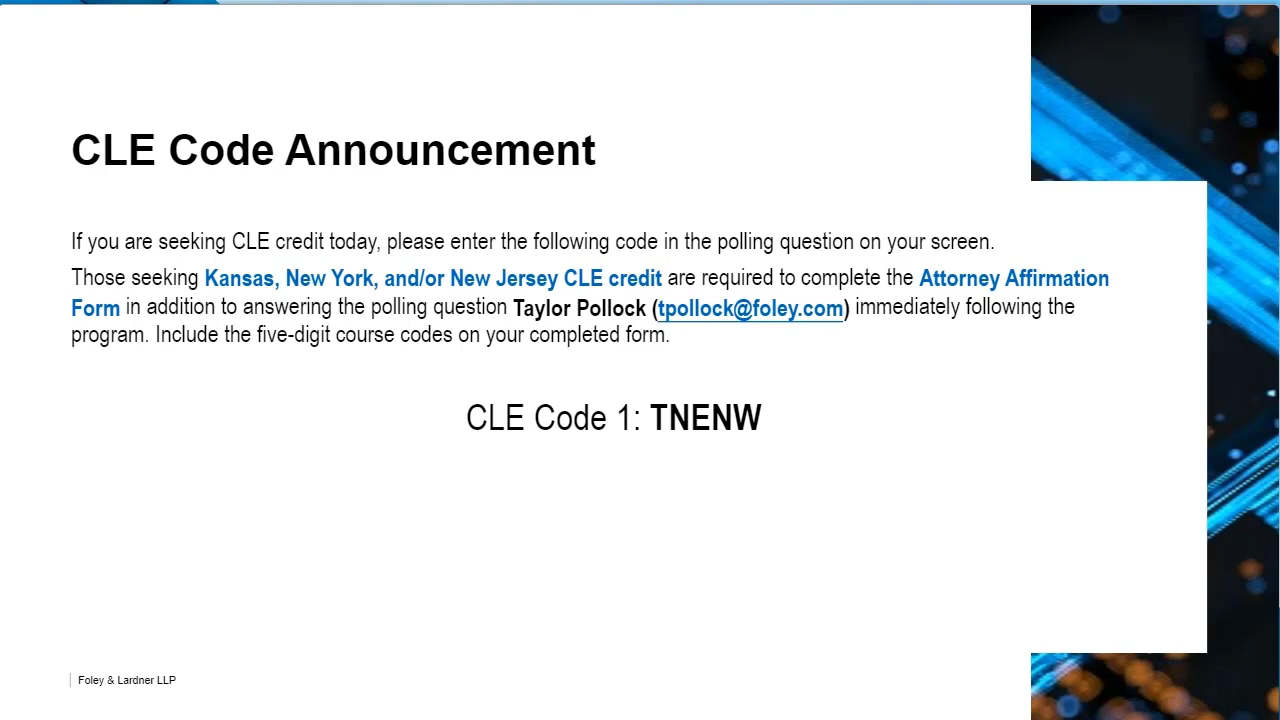 CLE Code Announcement
If you are seeking CLE credit today, please enter the following code in the polling question on your screen.
Those seeking Kansas, New York, and/or New Jersey CLE credit are required to complete the Attorney Affirmation
Form in addition to answering the polling question Taylor Pollock (tpollock@foley.com) immediately following the
program. Include the five-digit course codes on your completed form.
CLE Code 1: TNENW
Foley & Lardner LLP